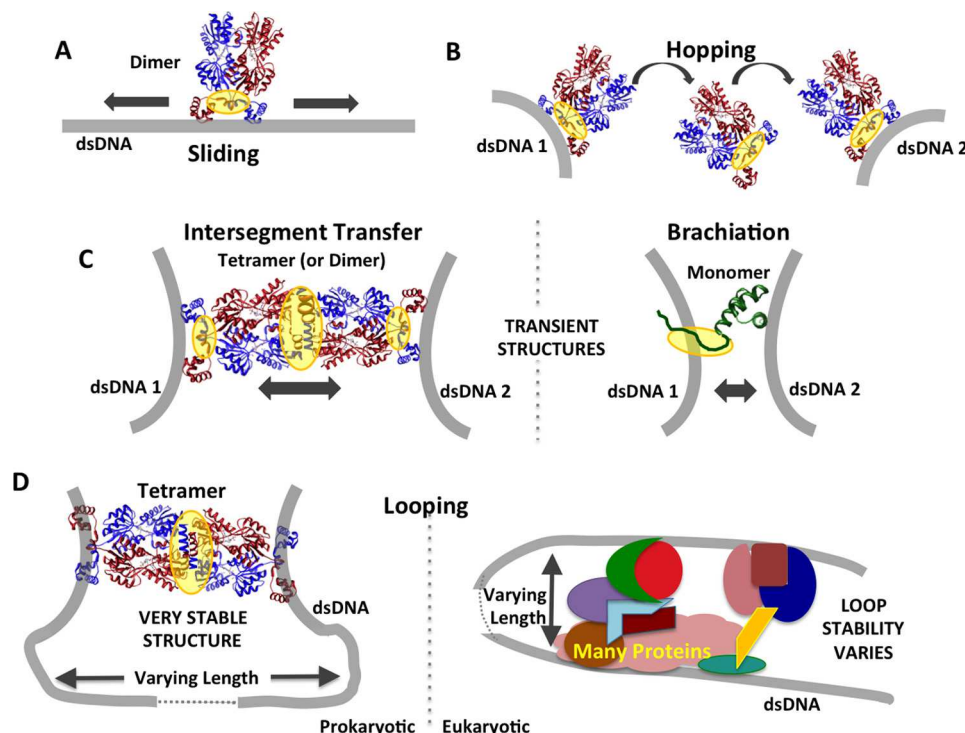 A
Dimer
dsDNA
Sliding
B
Hopping
dsDNA 1
dsDNA 2
C
Intersegment Transfer
Tetramer (or Dimer)
dsDNA 1
dsDNA 2
TRANSIENT
STRUCTURES
Brachiation
Monomer
dsDNA 1
dsDNA 2
D
Tetramer
VERY STABLE
STRUCTURE
dsDNA
Varying Length
Looping
Prokaryotic
Eukaryotic
Varying
Length
Many Proteins
LOOP
STABILITY
VARIES
dsDNA